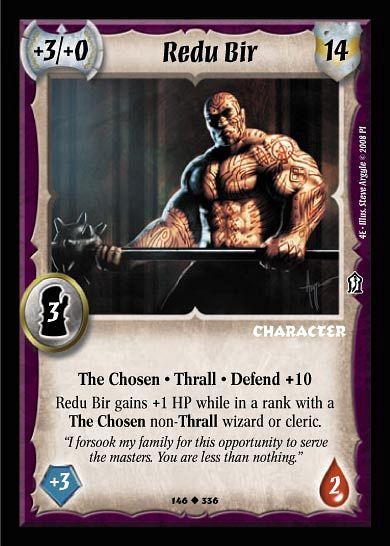 +3/+0
Redu Bir
14
4E • Illus. Steve Argyle © 2008 PI
3
CHARACTER
The Chosen • Thrall • Defend +10
Redu Bir gains +1 HP while in a rank with a
The Chosen non-Thrall wizard or cleric.
“I forsook my family for this opportunity to serve
the masters. You are less than nothing.”
+3
146 ◆ 336
2